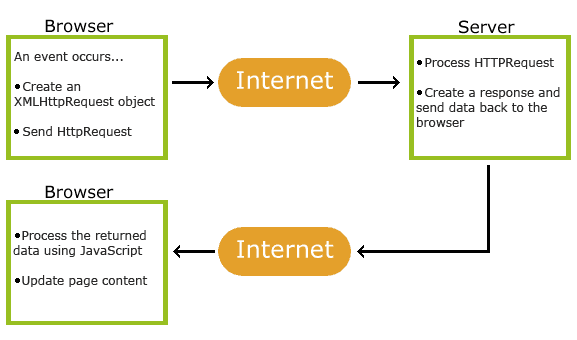 Browser
An event occurs...
•Create an
XMLHttpRequest object
•Send HttpRequest
Internet
Server
•Process HTTPRequest
•Create a response and
send data back to the
browser
Browser
•Process the returned
data using JavaScript
•Update page content
Internet